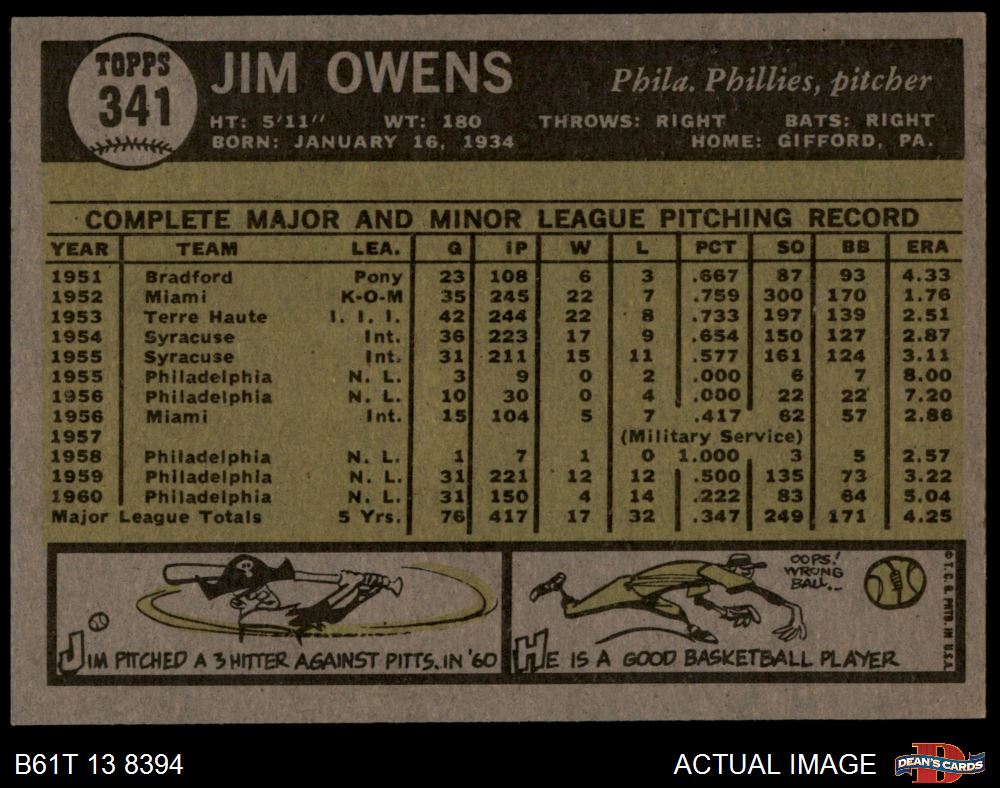 TOPPS
341
JIM OWENS
Phila. Phillies, pitcher
HT: 5'11" WT: 180 THROWS: RIGHT BATS: RIGHT
BORN: JANUARY 16, 1934 HOME: GIFFORD, PA.
COMPLETE MAJOR AND MINOR LEAGUE PITCHING RECORD
YEAR TEAM LEA. G IP W L PCT SO BB ERA
1951 Bradford Pony 23 108 6 3 .667 87 93 4.33
1952 Miami K-O-M 35 245 22 7 .759 300 170 1.76
1953 Terre Haute I. I. I. 42 244 22 8 .733 197 139 2.51
1954 Syracuse Int. 36 223 17 9 .654 150 127 2.87
1955 Syracuse Int. 31 211 15 11 .577 161 124 3.11
1955 Philadelphia N. L. 3 9 0 2 .000 6 7 8.00
1956 Philadelphia N. L. 10 30 0 4 .000 22 22 7.20
1956 Miami Int. 15 104 5 7 .417 62 57 2.86
1957 (Military Service)
1958 Philadelphia N. L. 1 7 1 0 1.000 3 5 2.57
1959 Philadelphia N. L. 31 221 12 12 .500 135 73 3.22
1960 Philadelphia N. L. 31 150 4 14 .222 83 64 5.04
Major League Totals 5 Yrs. 76 417 17 32 .347 249 171 4.25
JIM PITCHED A 3 HITTER AGAINST PITTS. IN '60
OOPS!
WRONG
BALL...
HE IS A GOOD BASKETBALL PLAYER
© T. C. G. PRTD. IN U.S.A.
B61T 13 8394
ACTUAL IMAGE
D
DEAN'S CARDS